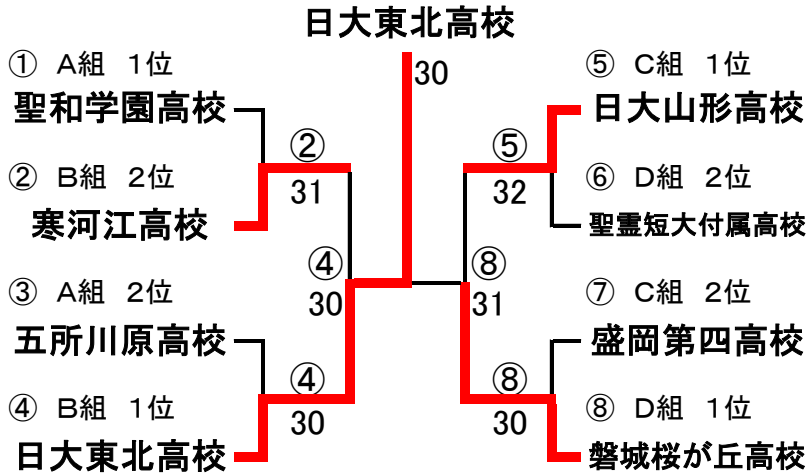 日大東北高校
30
① A組 1位
聖和学園高校
② B組 2位
寒河江高校
③ A組 2位
五所川原高校
④ B組 1位
日大東北高校
②
31
④
30
④
30
⑤ C組 1位
日大山形高校
⑥ D組 2位
聖霊短大付属高校
⑦ C組 2位
盛岡第四高校
⑧ D組 1位
磐城桜が丘高校
⑤
32
⑧
31
⑧
30